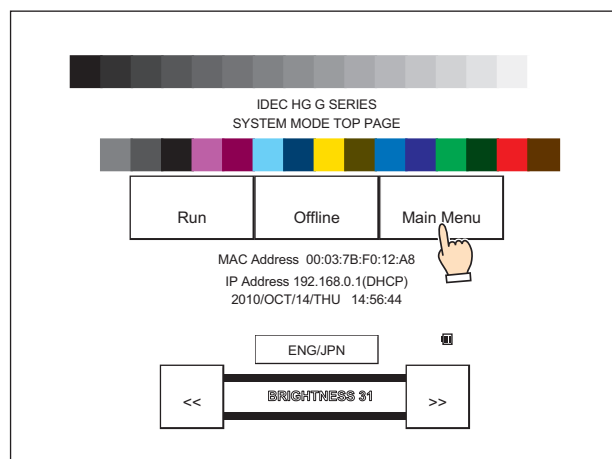 IDEC HG G SERIES
SYSTEM MODE TOP PAGE
Run Offline Main Menu
MAC Address 00:03:7B:F0:12:A8
IP Address 192.168.0.1(DHCP)
2010/OCT/14/THU 14:56:44
ENG/JPN
<< BRIGHTNESS 31 >>